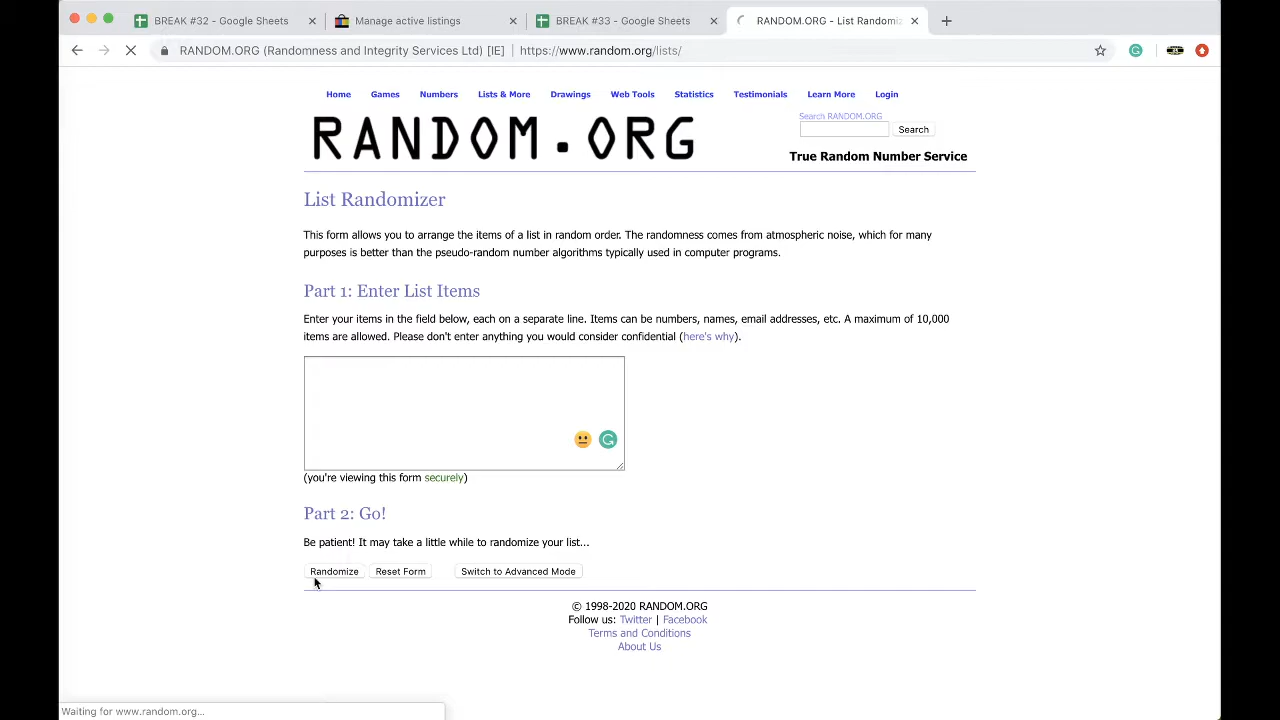 BREAK #32 - Google Sheets
Manage active listings
BREAK #33 - Google Sheets
RANDOM.ORG - List Randomiz
RANDOM.ORG (Randomness and Integrity Services Ltd) [IE] | https://www.random.org/lists/
Home Games Numbers Lists & More Drawings Web Tools Statistics Testimonials Learn More Login
RANDOM.ORG
Search RANDOM.ORG
Search
True Random Number Service
List Randomizer
This form allows you to arrange the items of a list in random order. The randomness comes from atmospheric noise, which for many
purposes is better than the pseudo-random number algorithms typically used in computer programs.
Part 1: Enter List Items
Enter your items in the field below, each on a separate line. Items can be numbers, names, email addresses, etc. A maximum of 10,000
items are allowed. Please don't enter anything you would consider confidential (here's why).
(you're viewing this form securely)
Part 2: Go!
Be patient! It may take a little while to randomize your list...
Randomize Reset Form Switch to Advanced Mode
© 1998-2020 RANDOM.ORG
Follow us: Twitter | Facebook
Terms and Conditions
About Us
Waiting for www.random.org...